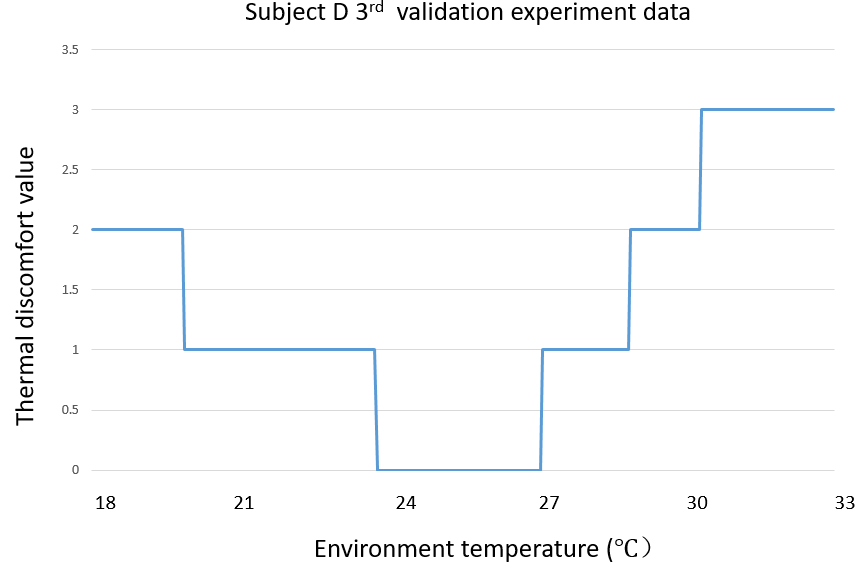 Subject D 3rd validation experiment data
3.5
3
2.5
2
1.5
1
0.5
0
Thermal discomfort value
18 21 24 27 30 33
Environment temperature (℃）